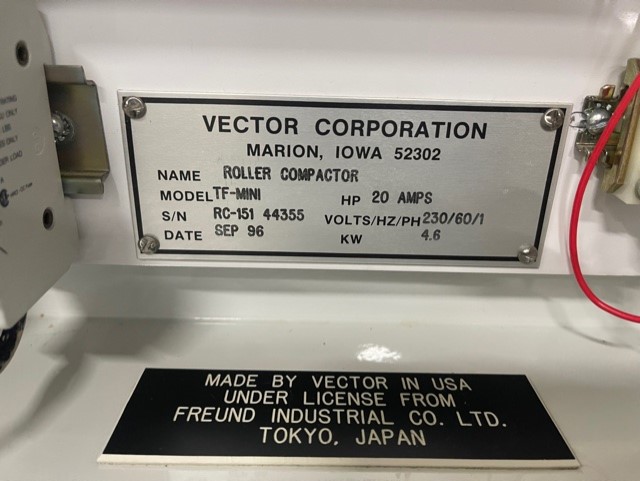 VECTOR CORPORATION
MARION, IOWA 52302
NAME ROLLER COMPACTOR
MODEL TF-MINI HP 20 AMPS
S/N RC-151 44355 VOLTS/HZ/PH 230/60/1
DATE SEP 96 KW 4.6
MADE BY VECTOR IN USA
UNDER LICENSE FROM
FREUND INDUSTRIAL CO. LTD.
TOKYO, JAPAN